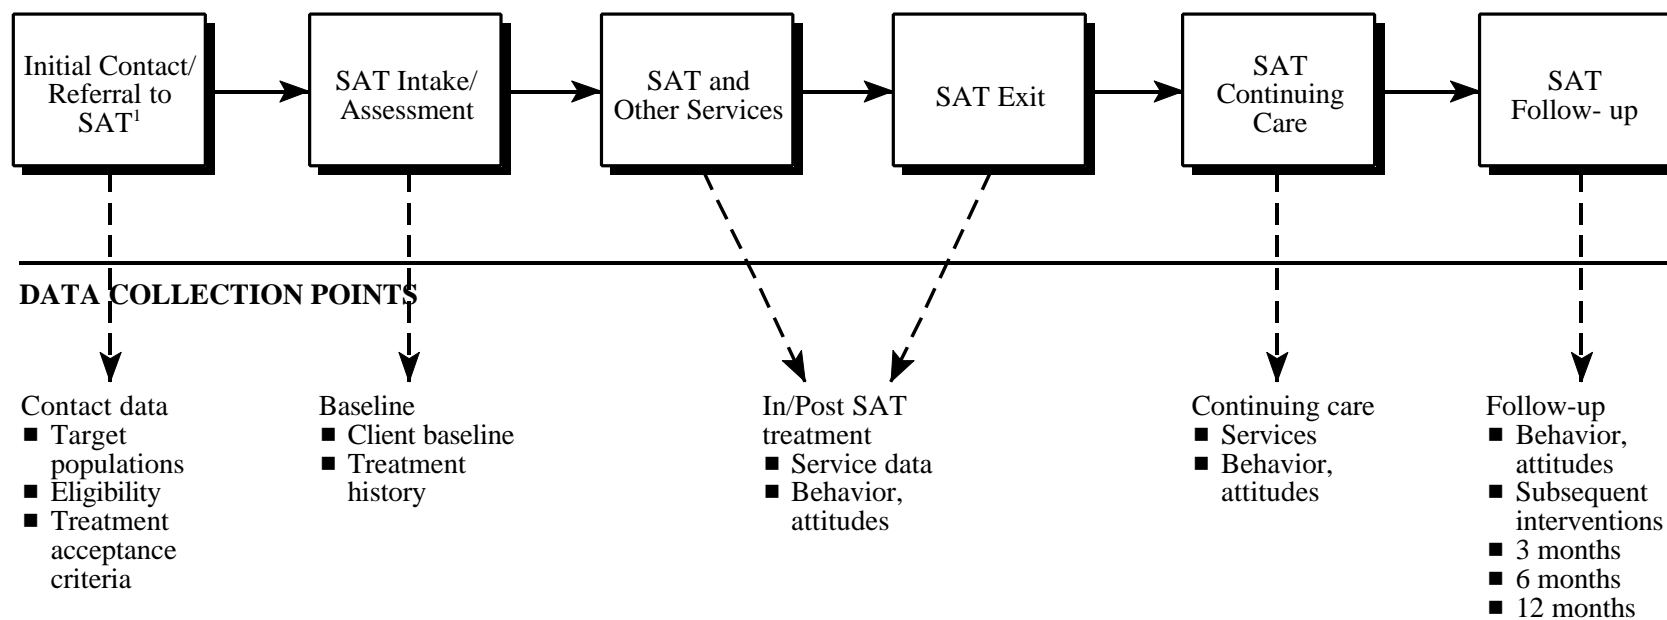 Initial Contact/
Referral to
SAT¹
SAT Intake/
Assessment
SAT and
Other Services
SAT Exit
SAT
Continuing
Care
SAT
Follow- up
DATA COLLECTION POINTS
Contact data
■ Target
populations
■ Eligibility
■ Treatment
acceptance
criteria
Baseline
■ Client baseline
■ Treatment
history
In/Post SAT
treatment
■ Service data
■ Behavior,
attitudes
Continuing care
■ Services
■ Behavior,
attitudes
Follow-up
■ Behavior,
attitudes
■ Subsequent
interventions
■ 3 months
■ 6 months
■ 12 months